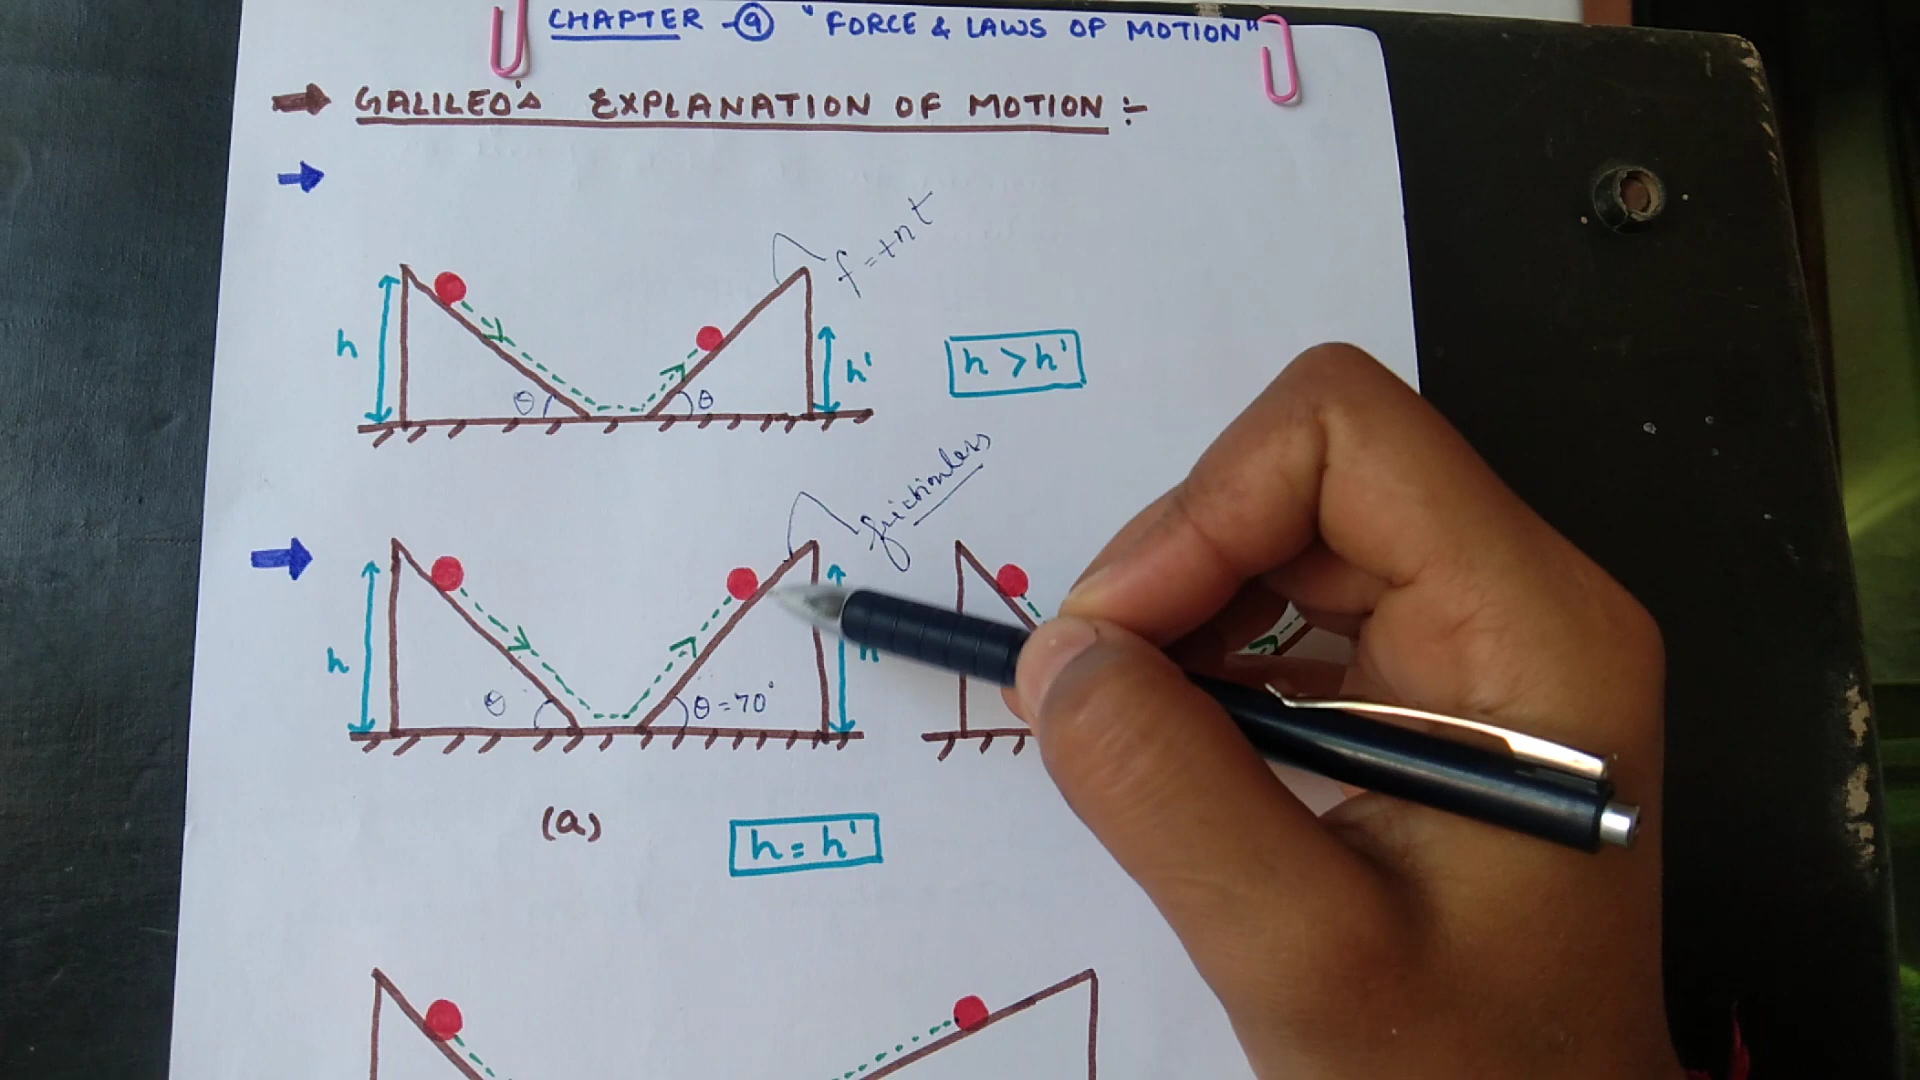 CHAPTER - 9 "FORCE & LAWS OF MOTION"
GALILEO'S EXPLANATION OF MOTION :-
f = +nt
h
h'
h > h'
θ
θ
frictionless
h
θ
θ = 70°
h'
(a)
h = h'